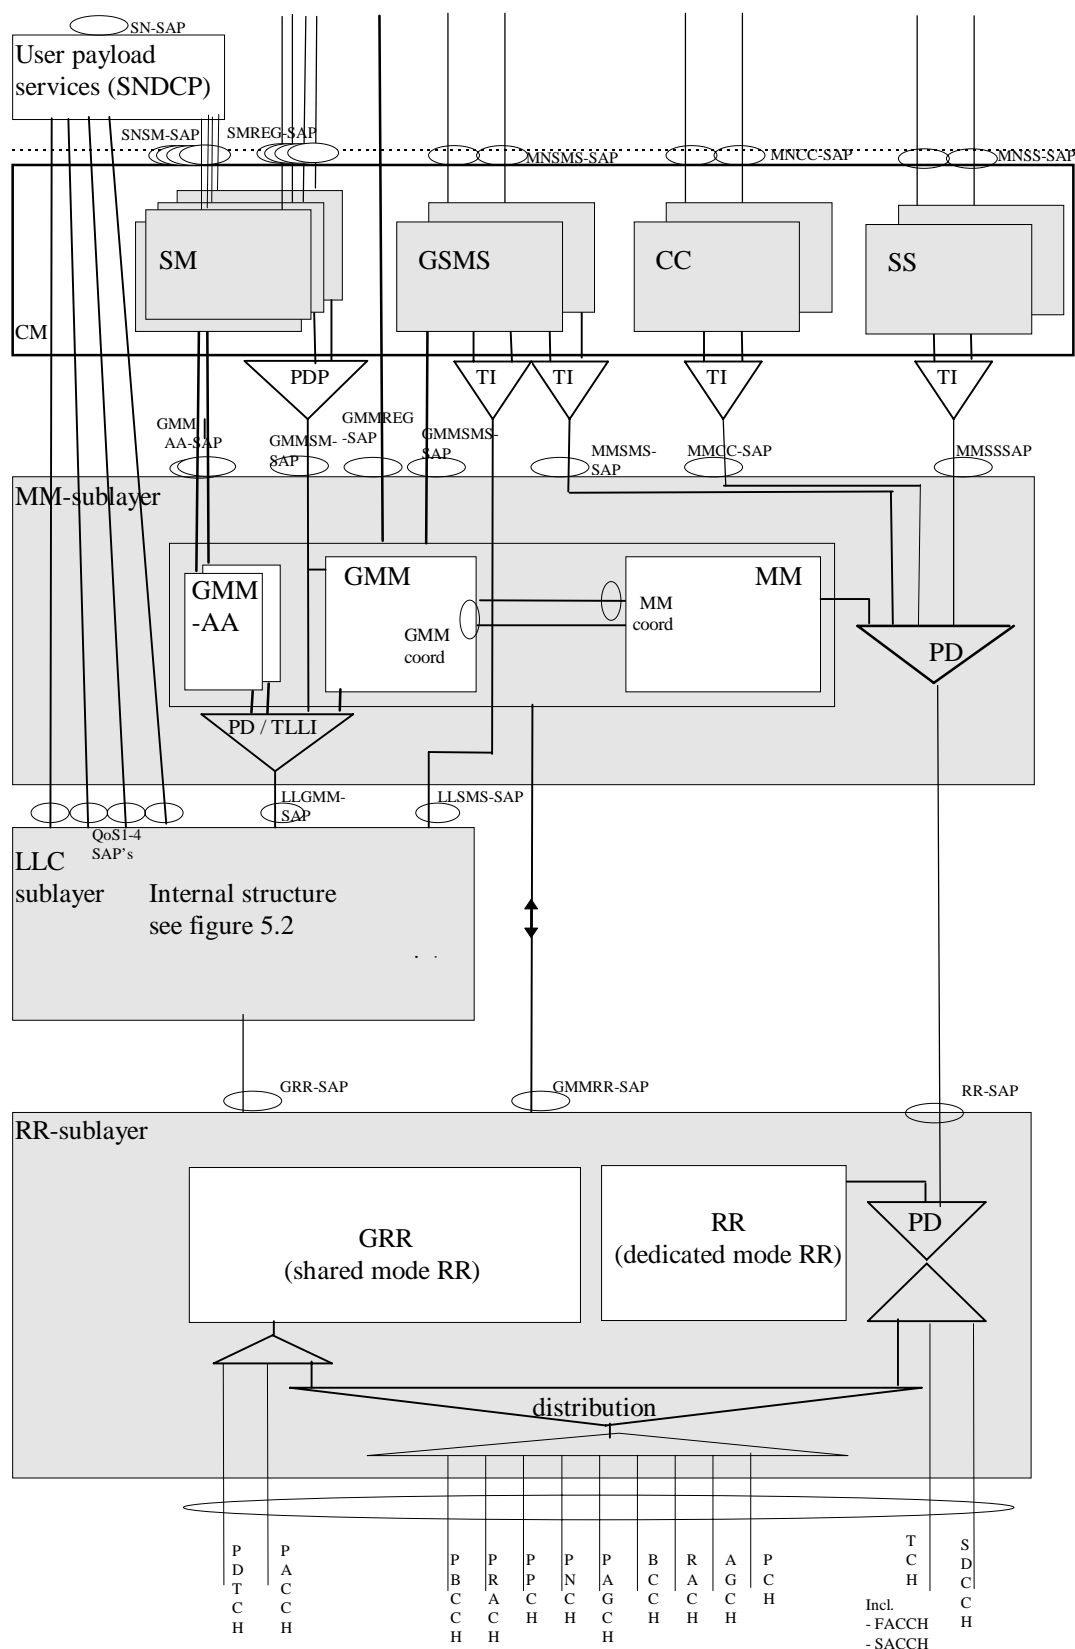 SN-SAP
User payload
services (SNDCP)
SNSM-SAP
SMREG-SAP
MNSMS-SAP
MNCC-SAP
MNSS-SAP
SM
GSMS
CC
SS
CM
PDP
TI
TI
TI
TI
GMM
AA-SAP
GMMSM-
SAP
GMMREG
-SAP
GMMSMS-
SAP
MMSMS-
SAP
MMCC-SAP
MMSSSAP
MM-sublayer
GMM
-AA
GMM
GMM
coord
MM
MM
coord
PD
PD / TLLI
LLGMM-
SAP
LLSMS-SAP
QoS1-4
SAP's
LLC
sublayer
Internal structure
see figure 5.2
GRR-SAP
GMMRR-SAP
RR-SAP
RR-sublayer
GRR
(shared mode RR)
RR
(dedicated mode RR)
PD
distribution
PDTCH
PACCH
PBCCH
PRACH
PPCH
PNCH
PAGCH
BCCH
RACH
AGCH
PCH
TCH
Incl.
- FACCH
- SACCH
SDCCH